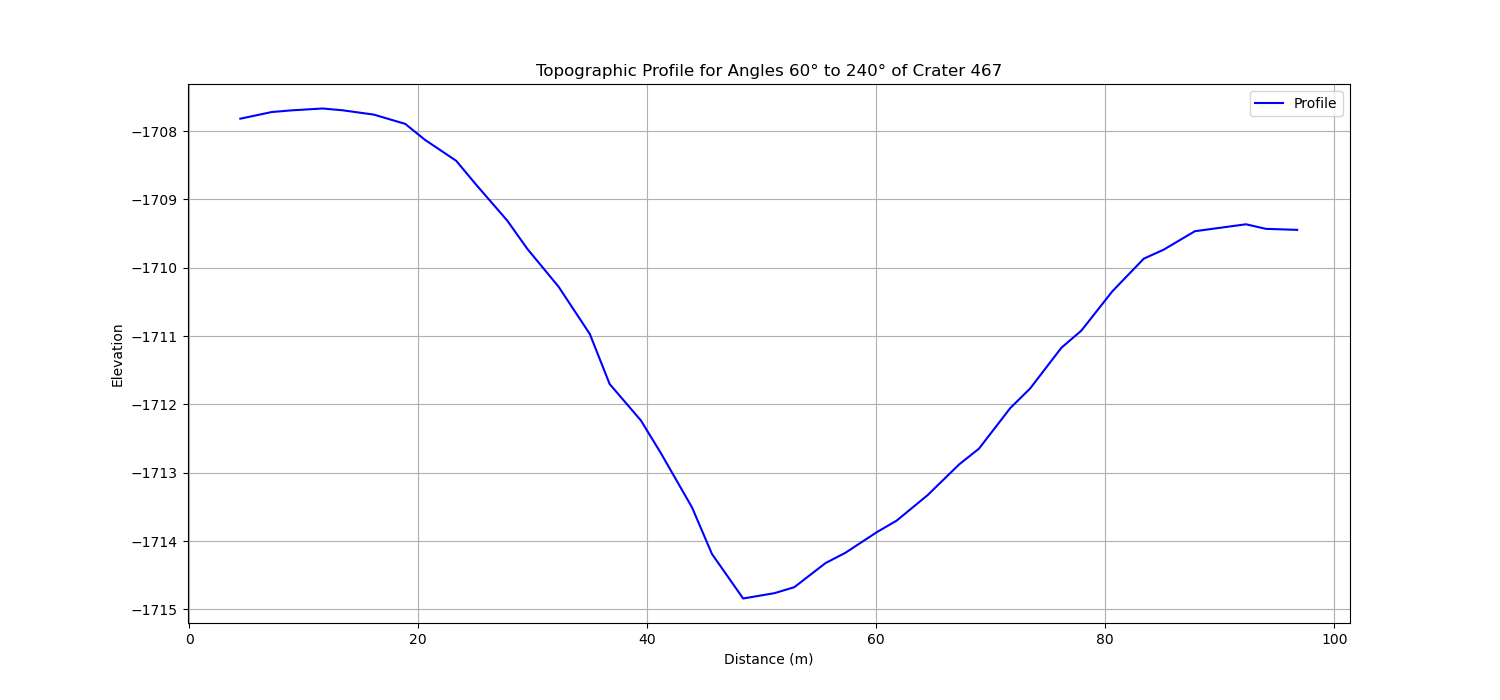 Topographic Profile for Angles 60° to 240° of Crater 467
Profile
−1708
−1709
−1710
−1711
−1712
−1713
−1714
−1715
Elevation
0 20 40 60 80 100
Distance (m)